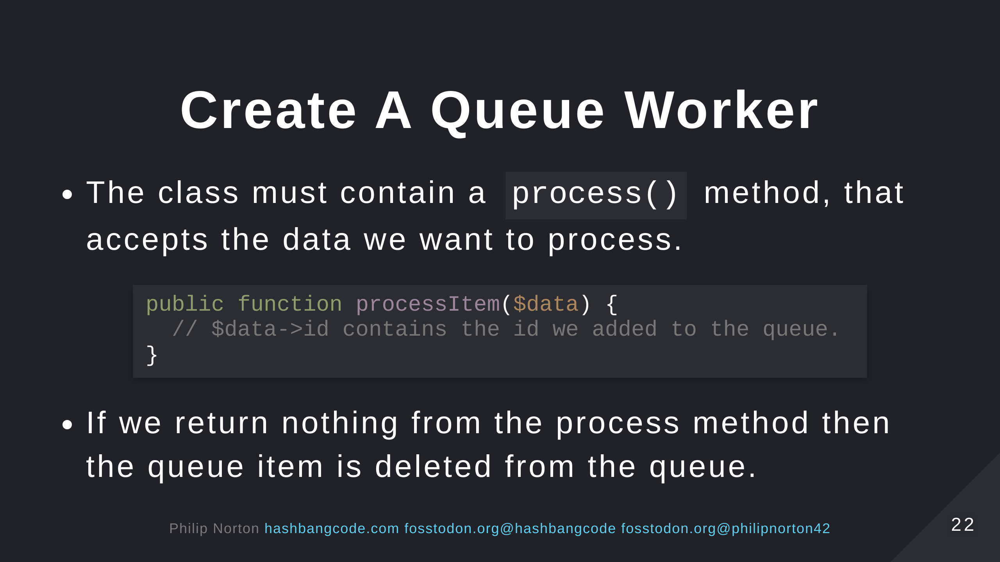 Create A Queue Worker
• The class must contain a process() method, that
accepts the data we want to process.
public function processItem($data) {
  // $data->id contains the id we added to the queue.
}
• If we return nothing from the process method then
the queue item is deleted from the queue.
Philip Norton hashbangcode.com fosstodon.org@hashbangcode fosstodon.org@philipnorton42
22